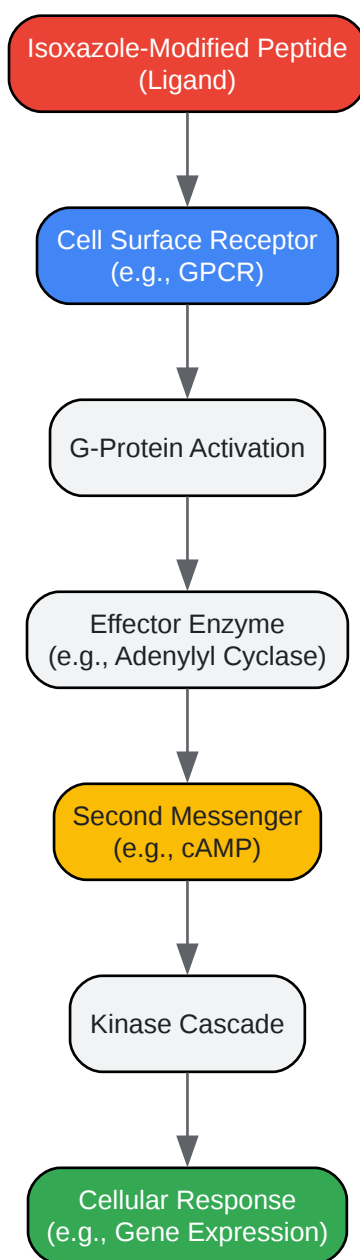 Isoxazole-Modified Peptide
(Ligand)
Cell Surface Receptor
(e.g., GPCR)
G-Protein Activation
Effector Enzyme
(e.g., Adenylyl Cyclase)
Second Messenger
(e.g., cAMP)
Kinase Cascade
Cellular Response
(e.g., Gene Expression)